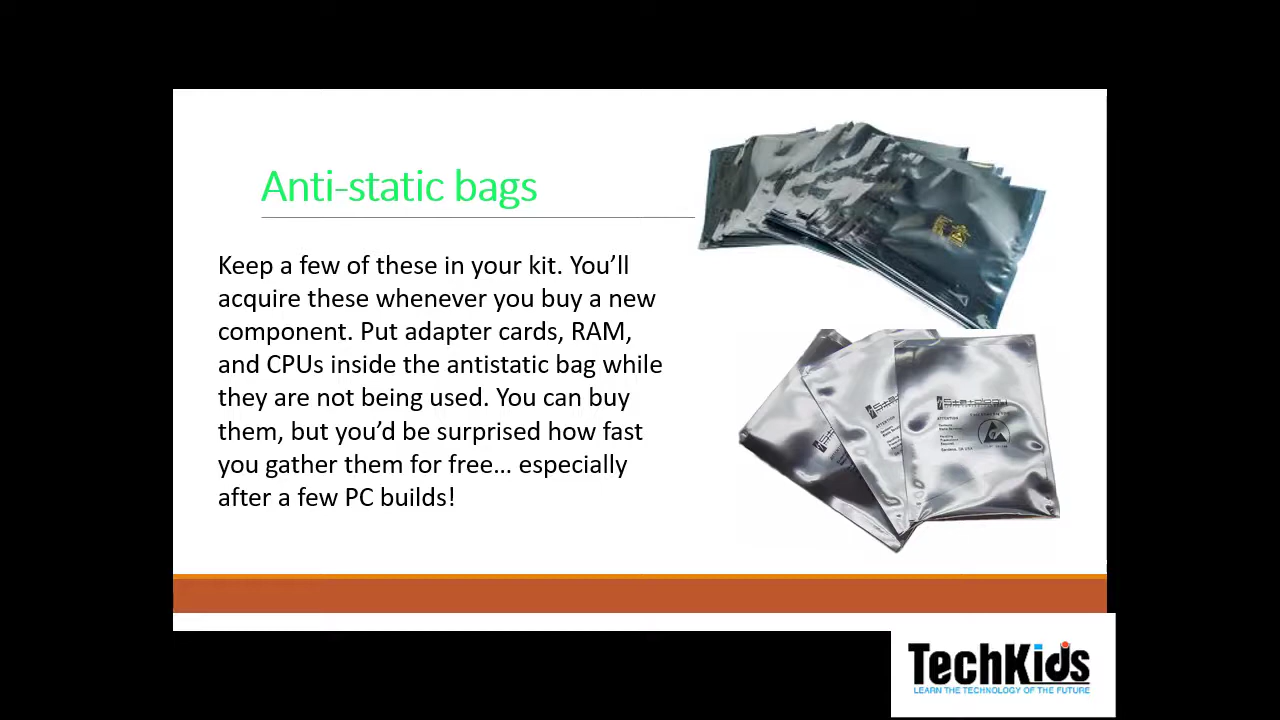 Anti-static bags
Keep a few of these in your kit. You’ll
acquire these whenever you buy a new
component. Put adapter cards, RAM,
and CPUs inside the antistatic bag while
they are not being used. You can buy
them, but you’d be surprised how fast
you gather them for free… especially
after a few PC builds!
ATTENTION
TechKids
LEARN THE TECHNOLOGY OF THE FUTURE